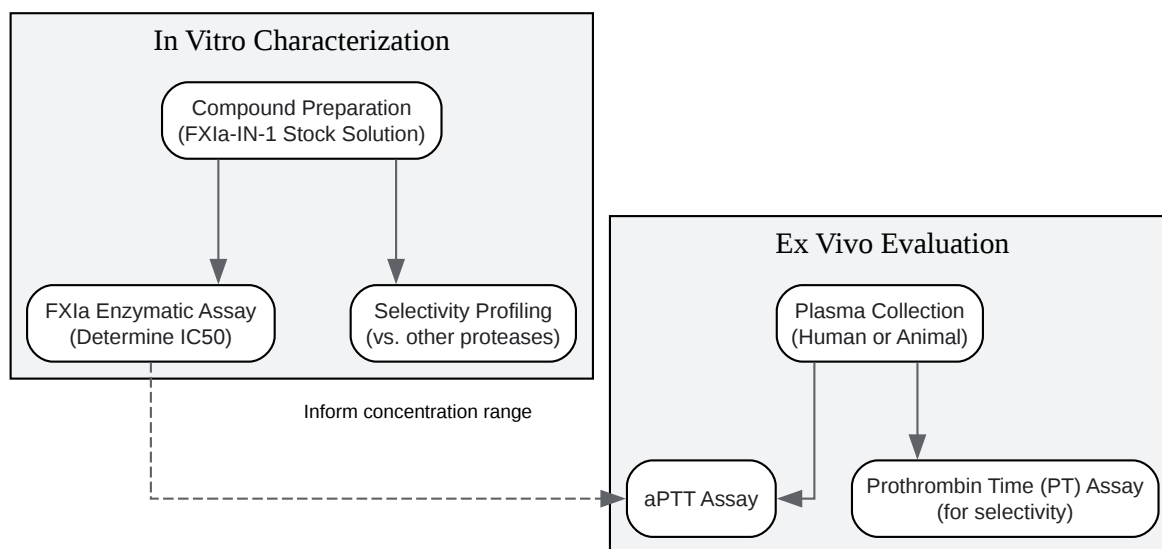 In Vitro Characterization
Compound Preparation
(FXIa-IN-1 Stock Solution)
FXIa Enzymatic Assay
(Determine IC50)
Selectivity Profiling
(vs. other proteases)
Inform concentration range
Ex Vivo Evaluation
Plasma Collection
(Human or Animal)
aPTT Assay
Prothrombin Time (PT) Assay
(for selectivity)